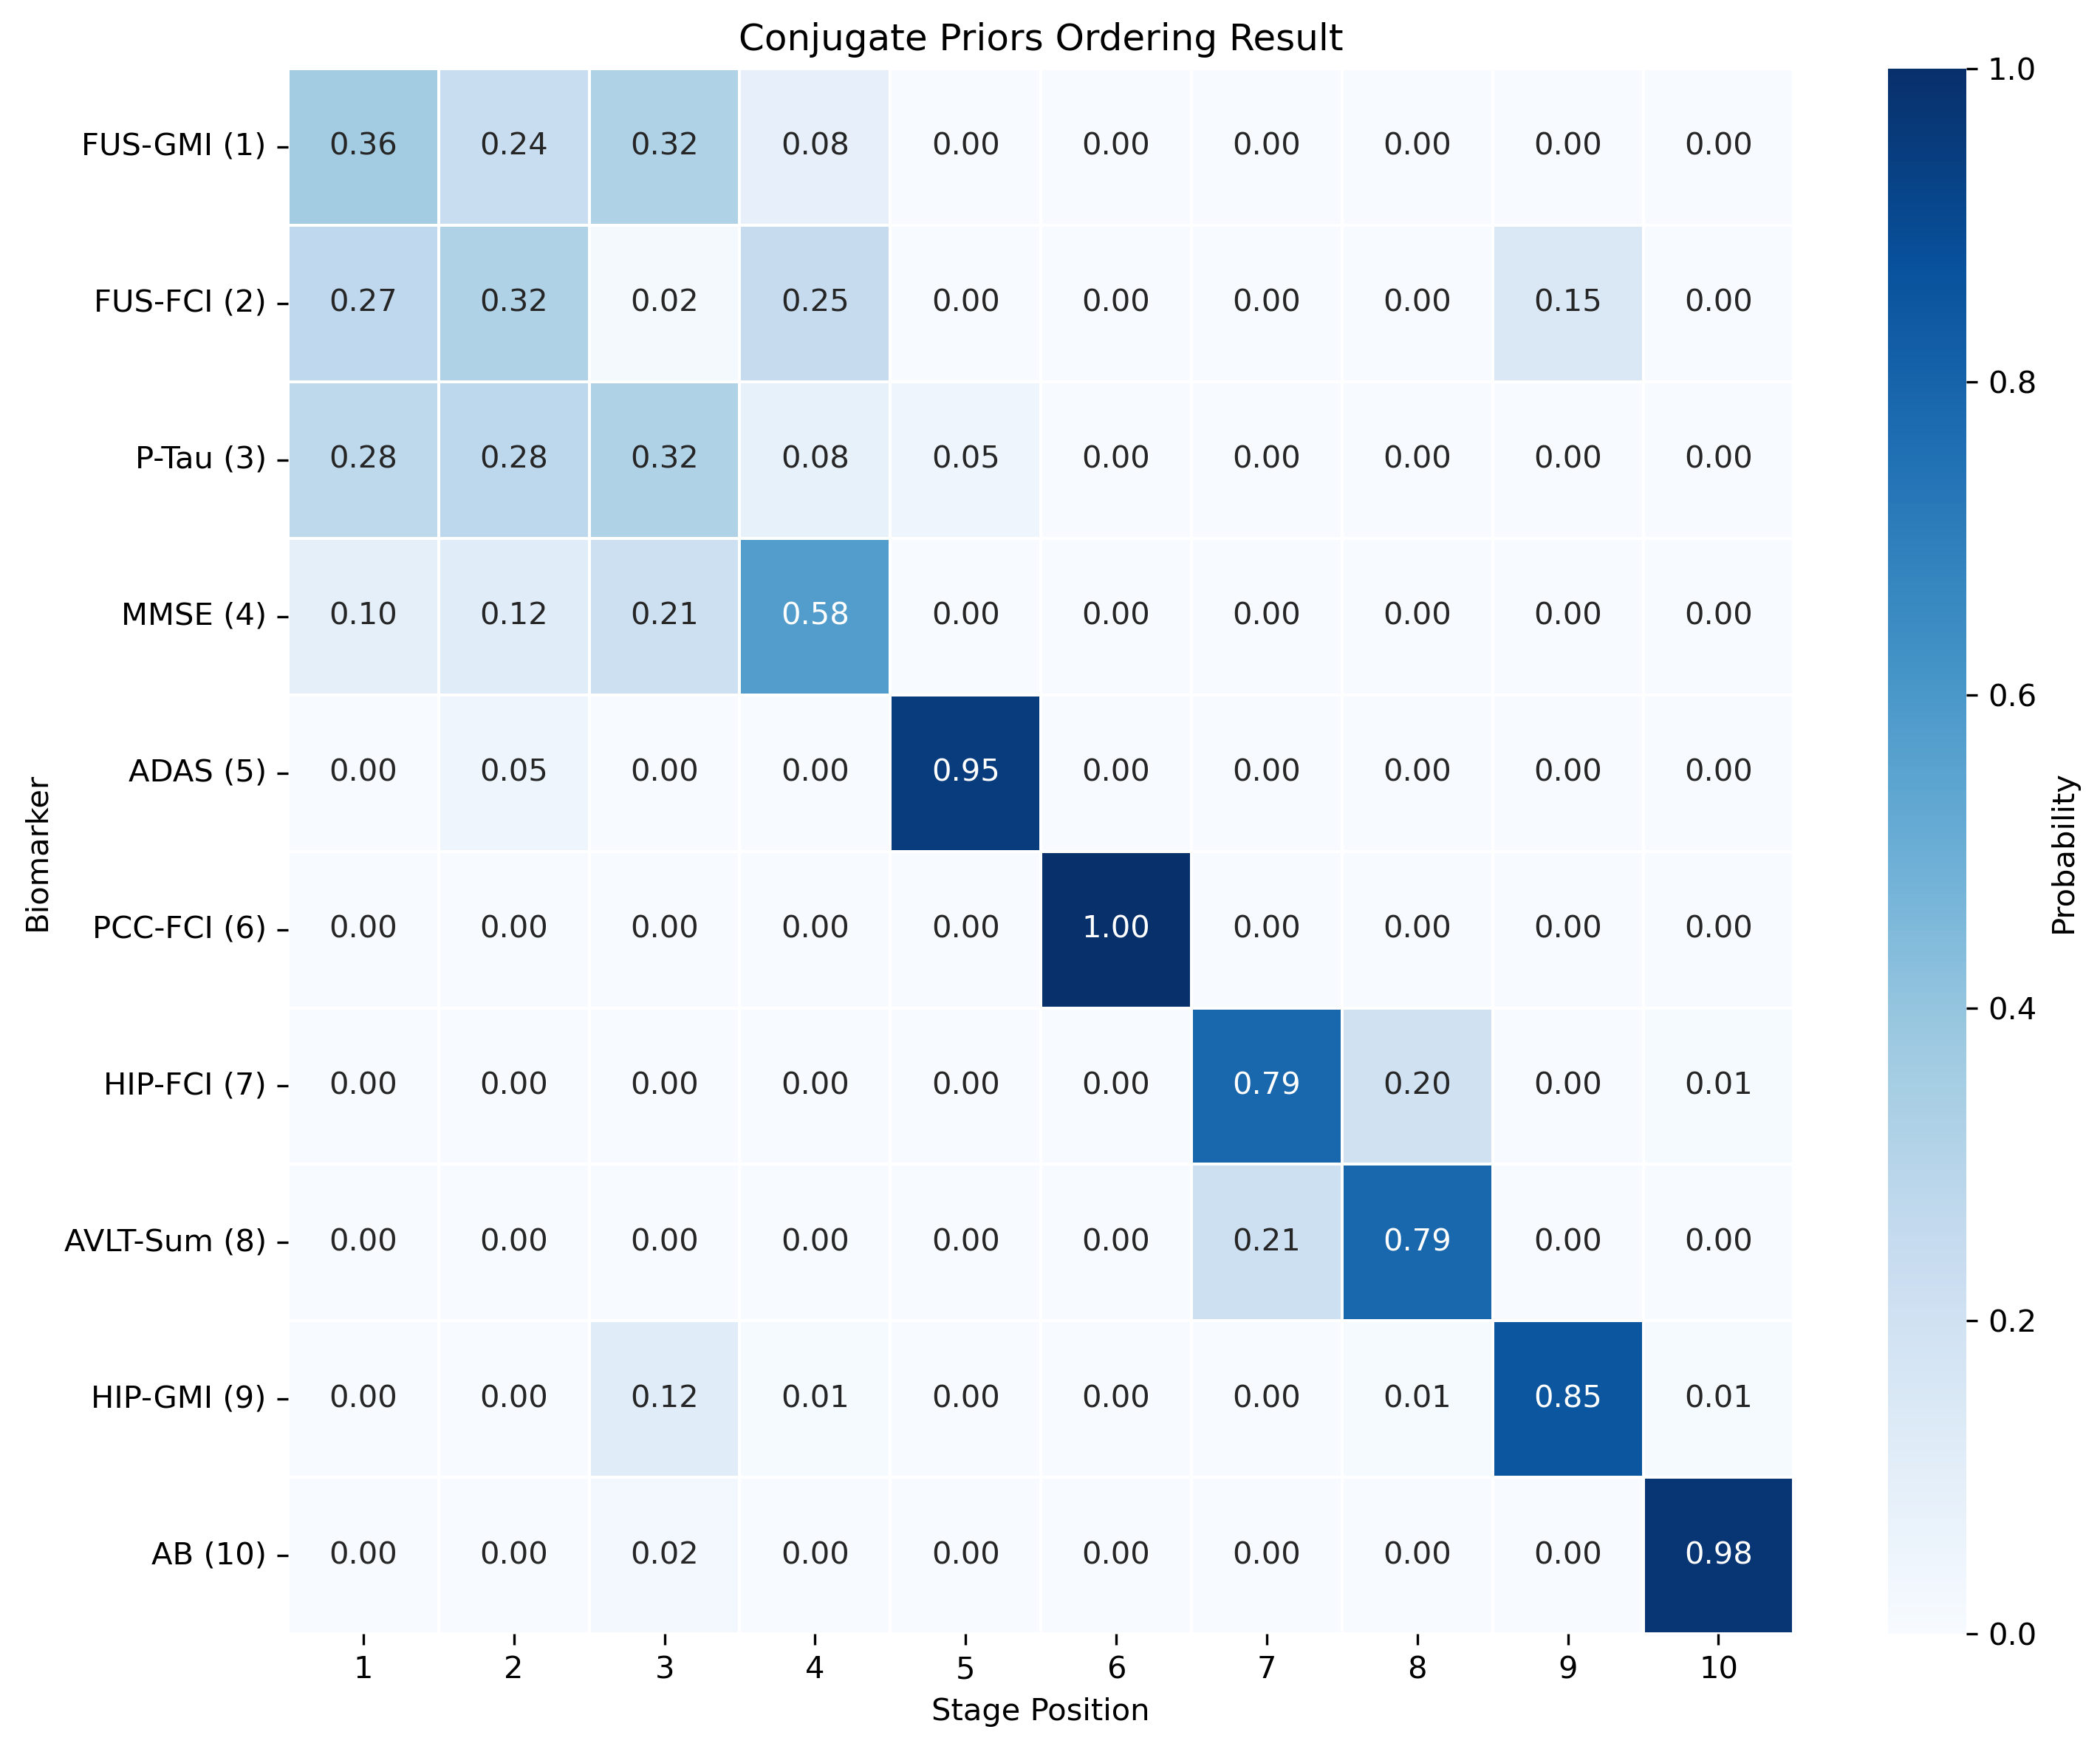 Conjugate Priors Ordering Result
FUS-GMI (1) 0.36 0.24 0.32 0.08 0.00 0.00 0.00 0.00 0.00 0.00
FUS-FCI (2) 0.27 0.32 0.02 0.25 0.00 0.00 0.00 0.00 0.15 0.00
P-Tau (3) 0.28 0.28 0.32 0.08 0.05 0.00 0.00 0.00 0.00 0.00
MMSE (4) 0.10 0.12 0.21 0.58 0.00 0.00 0.00 0.00 0.00 0.00
ADAS (5) 0.00 0.05 0.00 0.00 0.95 0.00 0.00 0.00 0.00 0.00
PCC-FCI (6) 0.00 0.00 0.00 0.00 0.00 1.00 0.00 0.00 0.00 0.00
HIP-FCI (7) 0.00 0.00 0.00 0.00 0.00 0.00 0.79 0.20 0.00 0.01
AVLT-Sum (8) 0.00 0.00 0.00 0.00 0.00 0.00 0.21 0.79 0.00 0.00
HIP-GMI (9) 0.00 0.00 0.12 0.01 0.00 0.00 0.00 0.01 0.85 0.01
AB (10) 0.00 0.00 0.02 0.00 0.00 0.00 0.00 0.00 0.00 0.98
1 2 3 4 5 6 7 8 9 10
Stage Position
Biomarker
1.0
0.8
0.6
0.4
0.2
0.0
Probability